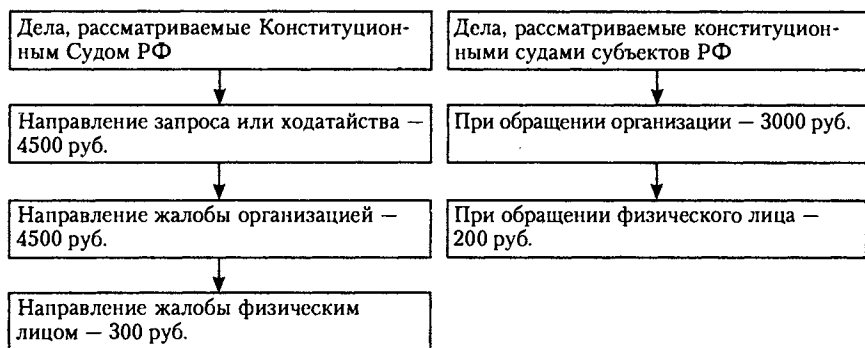 Дела, рассматриваемые Конституцион-
ным Судом РФ
Направление запроса или ходатайства —
4500 руб.
Направление жалобы организацией —
4500 руб.
Направление жалобы физическим
лицом — 300 руб.
Дела, рассматриваемые конституцион-
ными судами субъектов РФ
При обращении организации — 3000 руб.
При обращении физического лица —
200 руб.